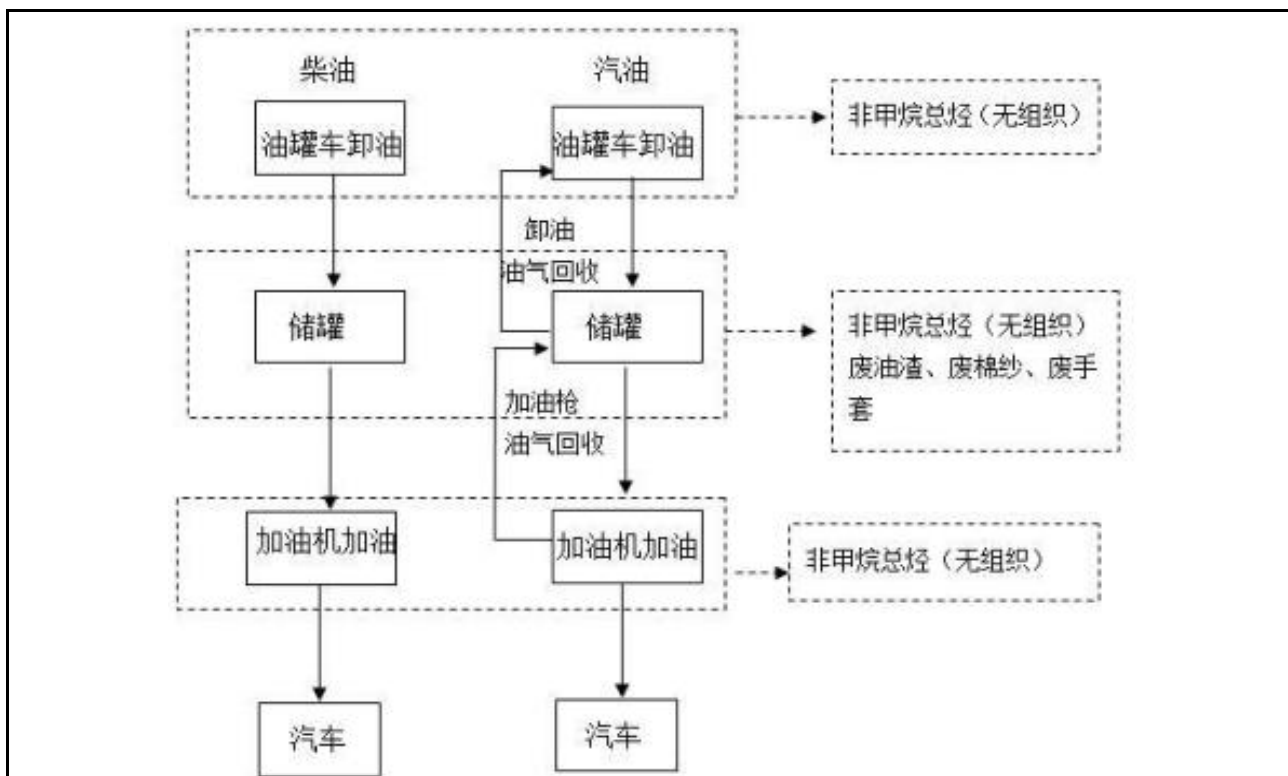 柴油
汽油
油罐车卸油
油罐车卸油
非甲烷总烃（无组织）
卸油
油气回收
储罐
储罐
非甲烷总烃（无组织）
废油渣、废棉纱、废手
套
加油枪
油气回收
加油机加油
加油机加油
非甲烷总烃（无组织）
汽车
汽车